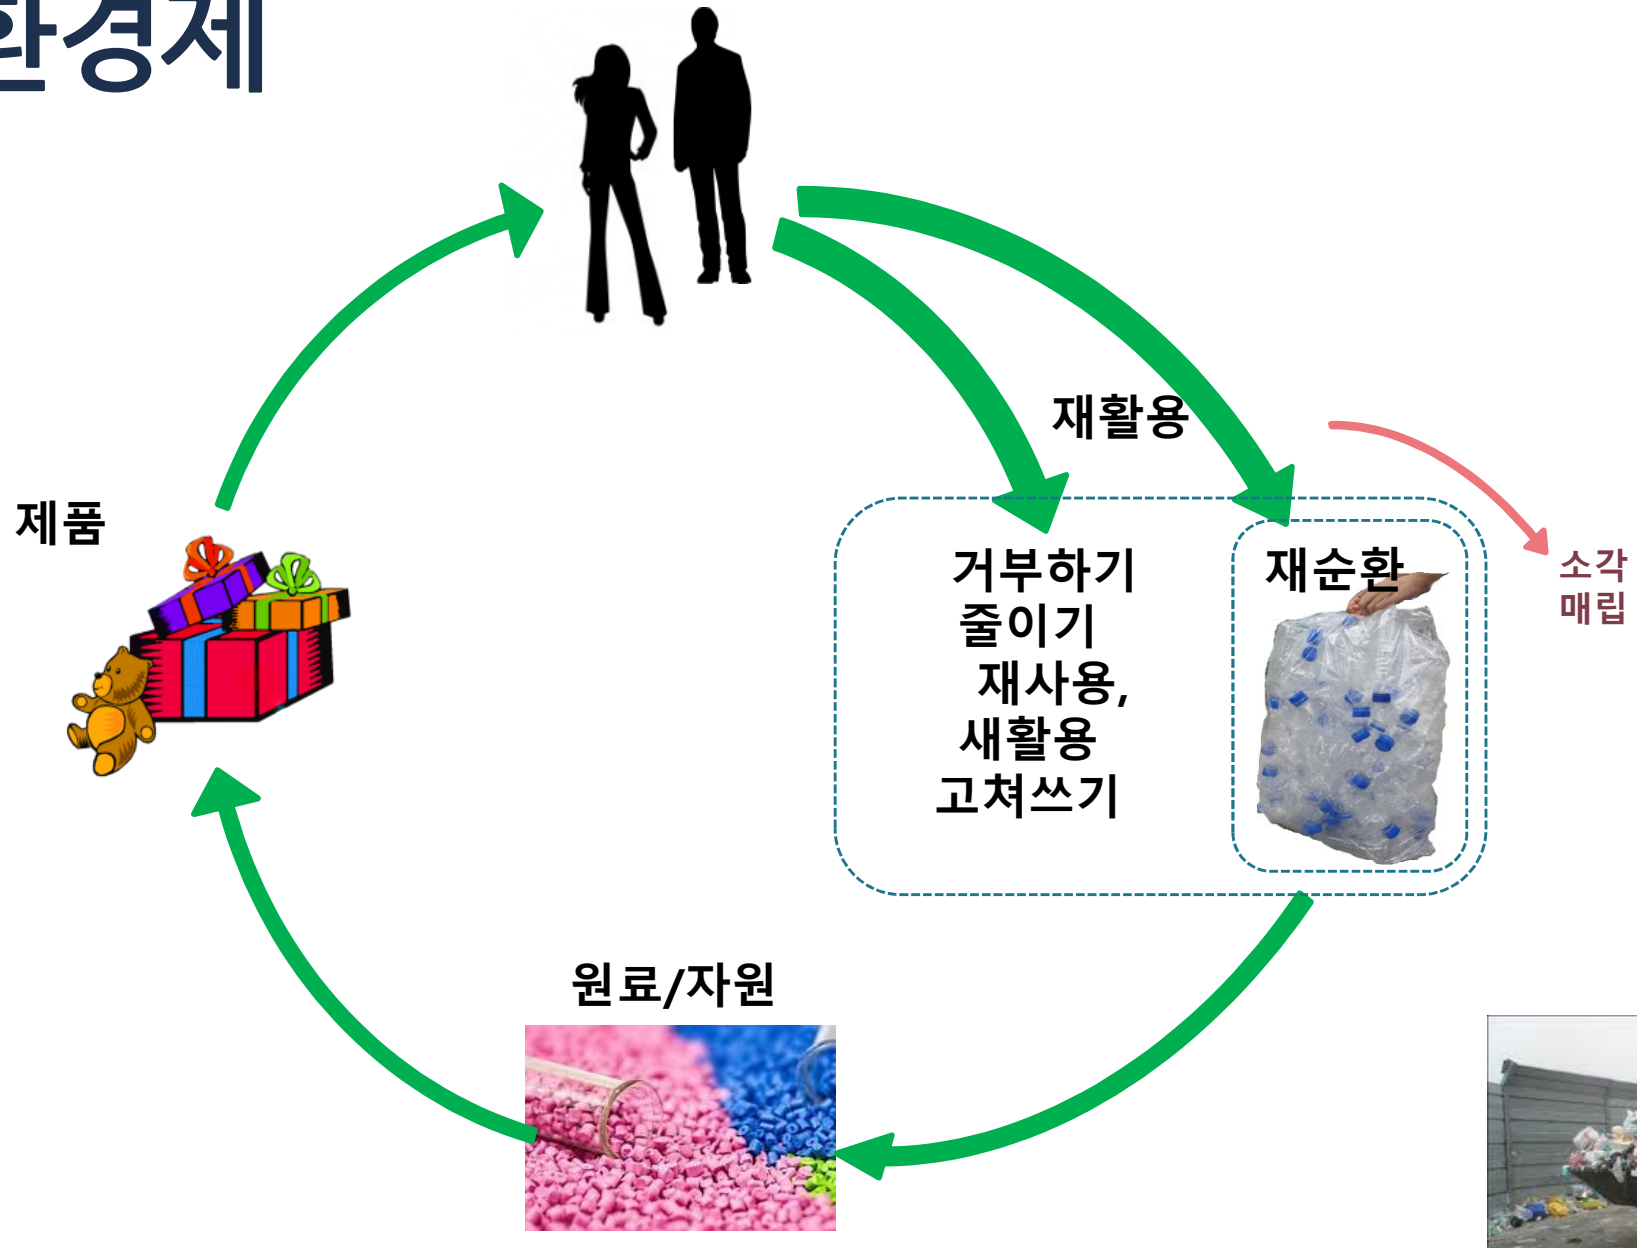 환경제
재활용
제품
거부하기
줄이기
재사용,
새활용
고쳐쓰기
재순환
소각
매립
원료/자원